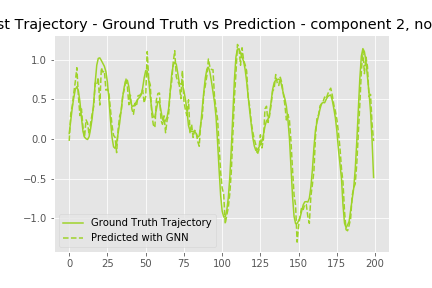 st Trajectory - Ground Truth vs Prediction - component 2, no
1.0
0.5
0.0
−0.5
−1.0
Ground Truth Trajectory
Predicted with GNN
0 25 50 75 100 125 150 175 200